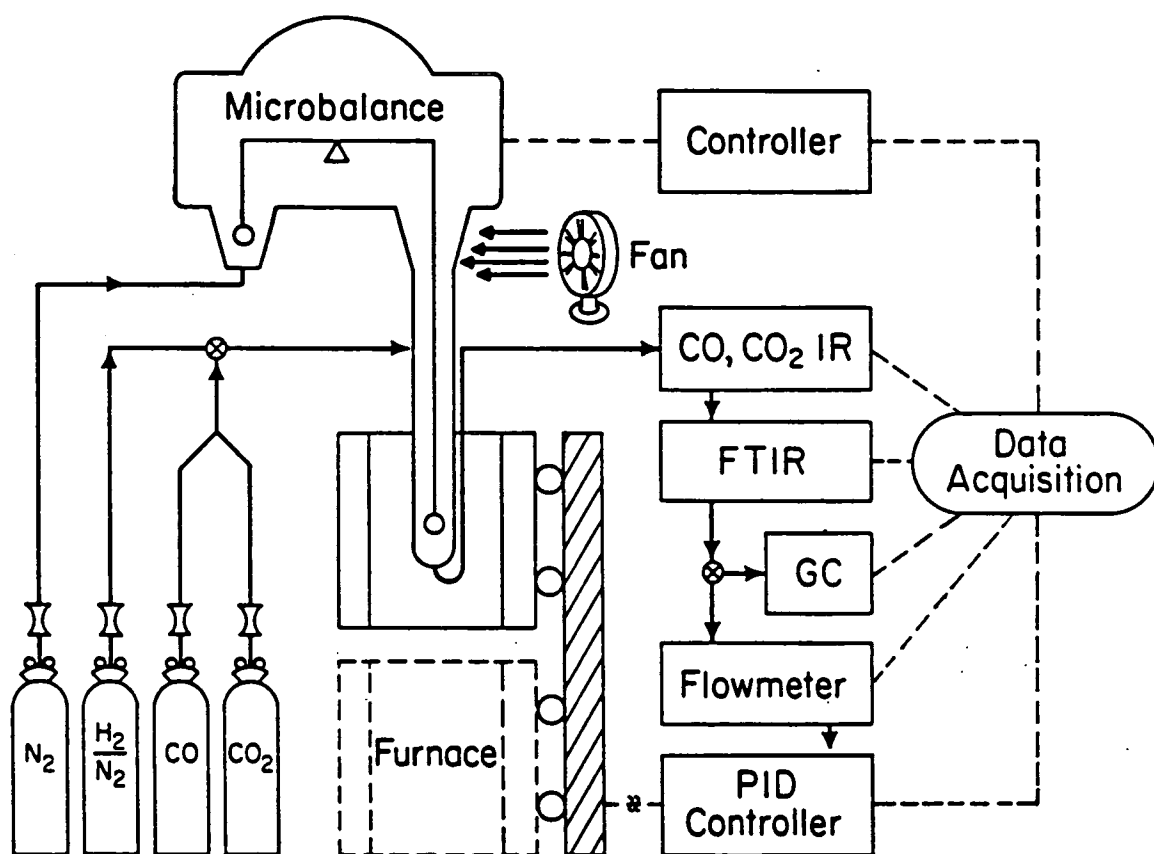 Microbalance
Controller
Fan
CO, CO₂ IR
FTIR
Data
Acquisition
GC
Flowmeter
N₂
H₂
N₂
CO
CO₂
Furnace
PID
Controller